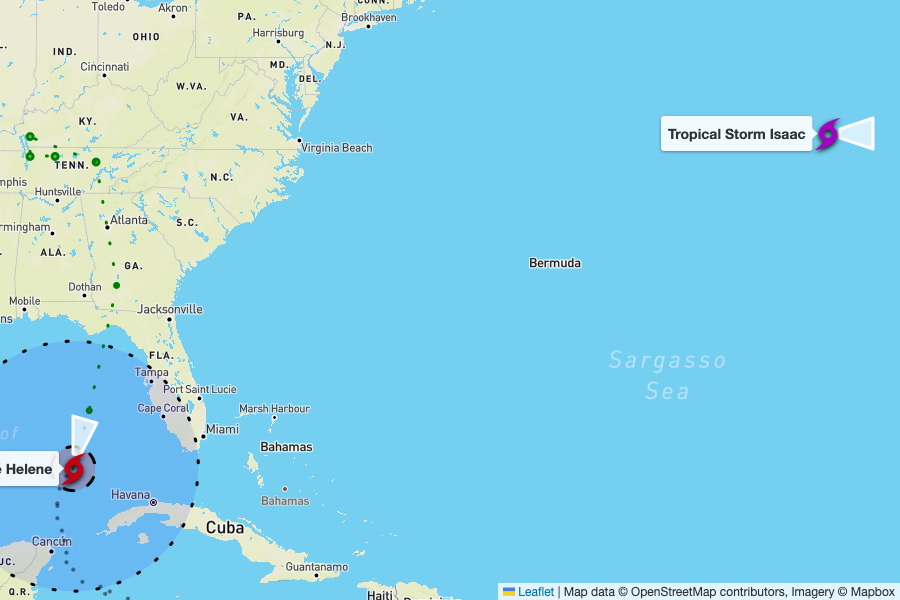 Toledo
Akron
CONN.
Brookhaven
PA.
OHIO
Harrisburg
N.J.
IND.
MD.
Cincinnati
DEL.
W.VA.
KY.
VA.
Tropical Storm Isaac
Virginia Beach
TENN.
mphis
N.C.
Huntsville
Atlanta
S.C.
rmingham
ALA.
GA.
Bermuda
Dothan
Mobile
Jacksonville
ns
FLA.
Sargasso
Sea
Tampa
Port Saint Lucie
Cape Coral
Marsh Harbour
Miami
of
Bahamas
e Helene
Havana
Bahamas
Cuba
Cancún
UC.
Guantanamo
Q.R.
Haiti
Leaflet | Map data © OpenStreetMap contributors, Imagery © Mapbox